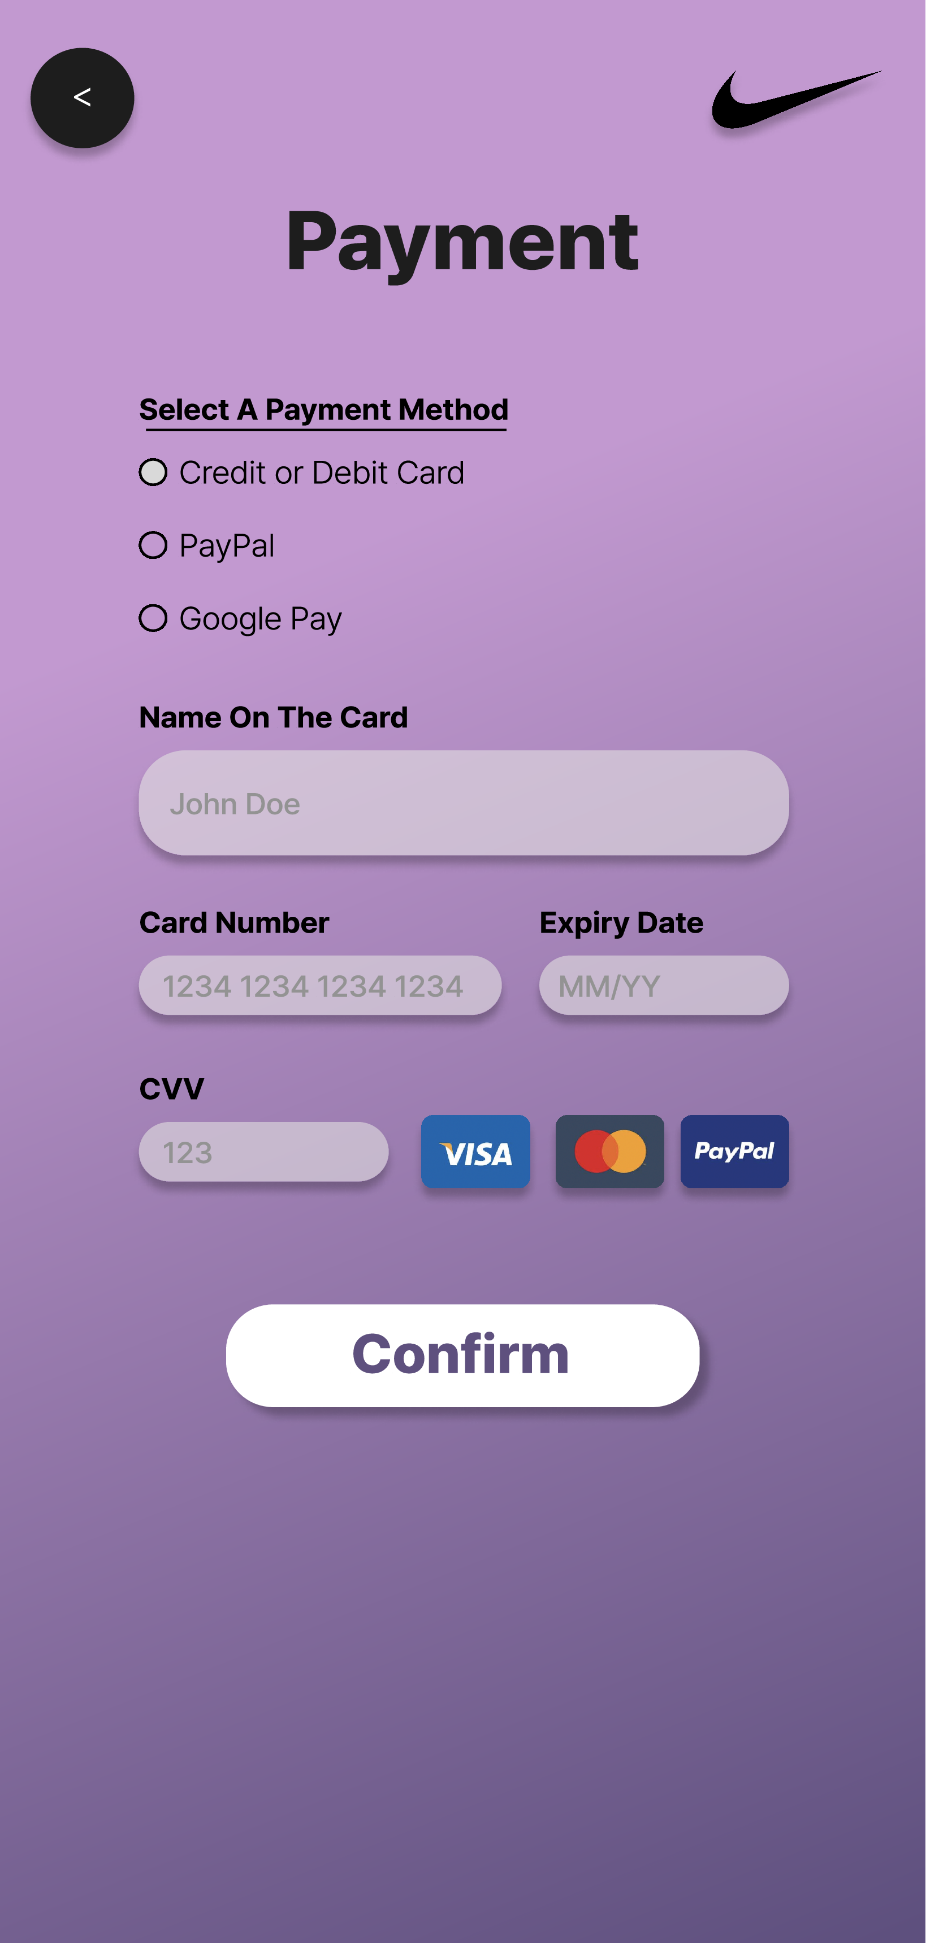 <
Payment
Select A Payment Method
Credit or Debit Card
PayPal
Google Pay
Name On The Card
John Doe
Card Number
Expiry Date
1234 1234 1234 1234
MM/YY
CVV
123
VISA
PayPal
Confirm